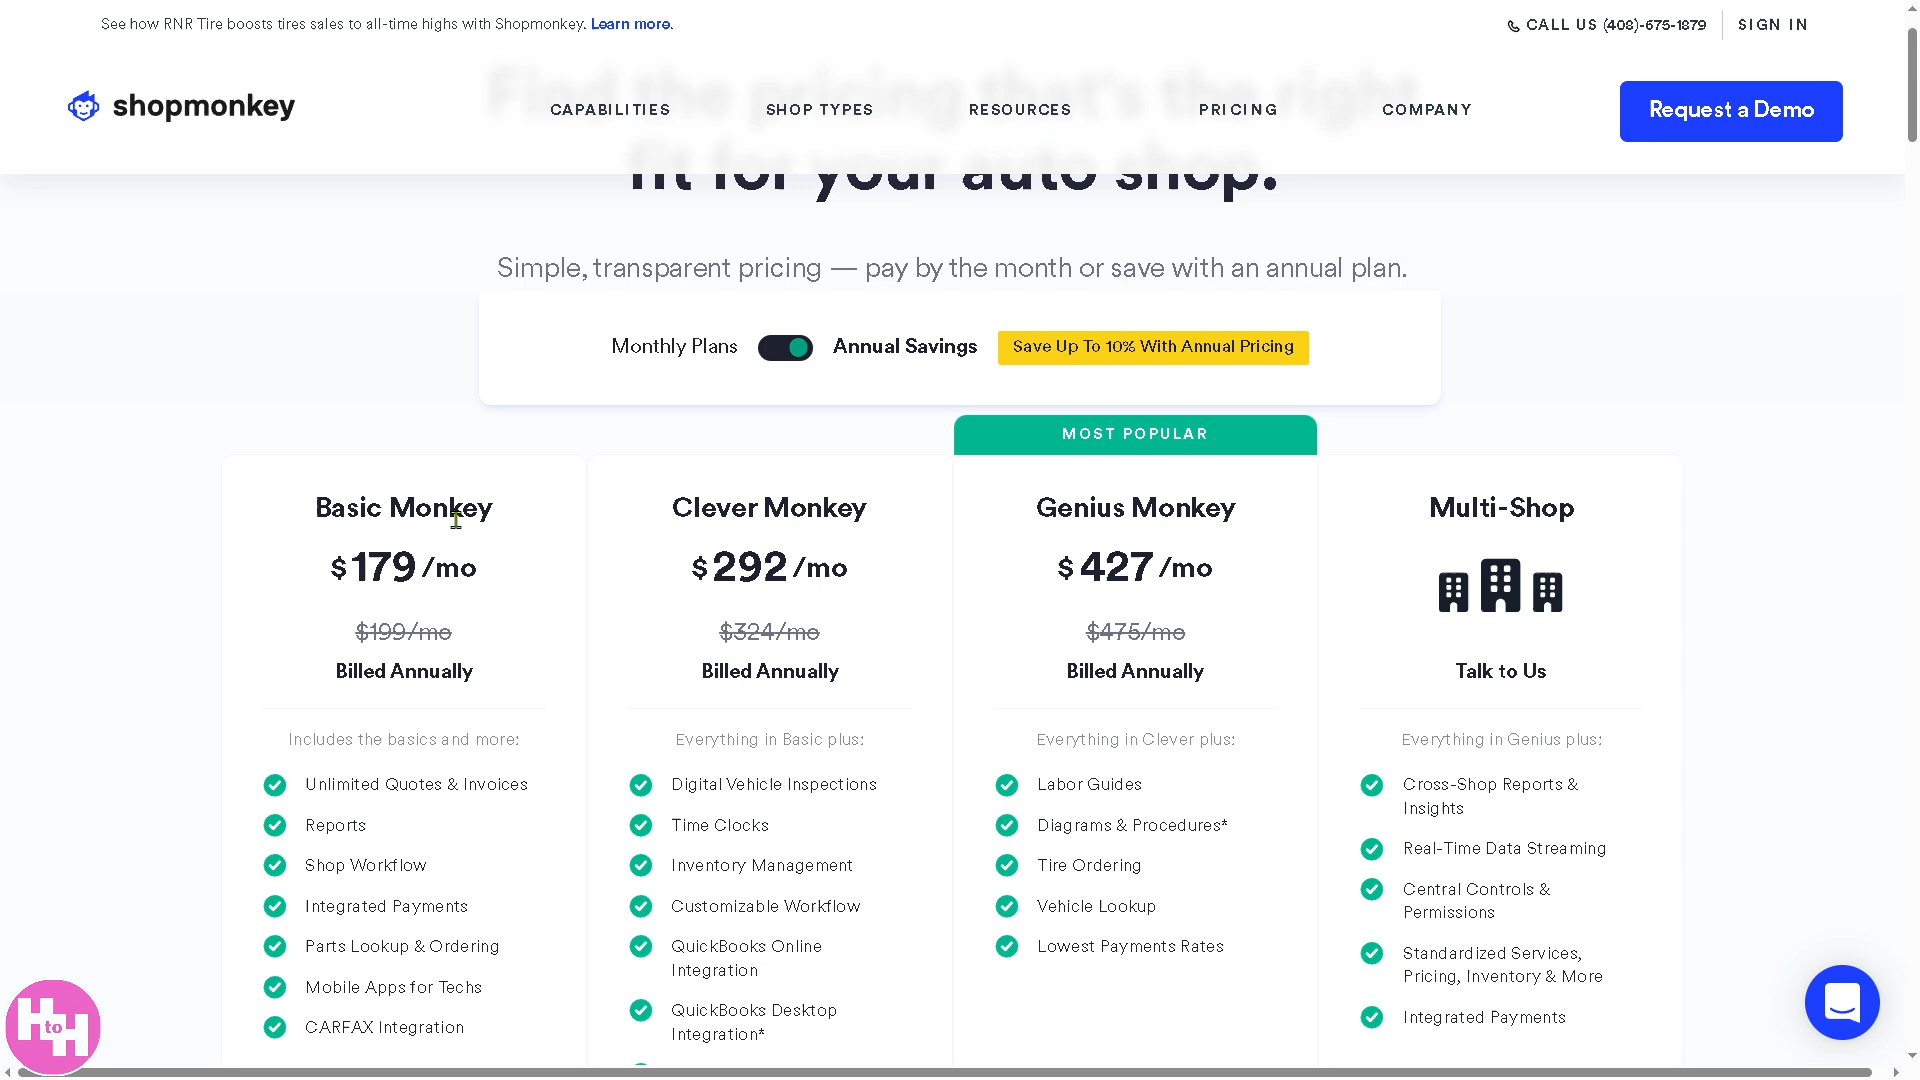 See how RNR Tire boosts tires sales to all-time highs with Shopmonkey. Learn more.
CALL US (408)-675-1879
SIGN IN
shopmonkey
CAPABILITIES
SHOP TYPES
RESOURCES
PRICING
COMPANY
Request a Demo
Find the pricing that's the right
fit for your auto shop.
Simple, transparent pricing — pay by the month or save with an annual plan.
Monthly Plans
Annual Savings
Save Up To 10% With Annual Pricing
MOST POPULAR
Basic Monkey
$179/mo
$199/mo
Billed Annually
Includes the basics and more:
Unlimited Quotes & Invoices
Reports
Shop Workflow
Integrated Payments
Parts Lookup & Ordering
Mobile Apps for Techs
CARFAX Integration
Clever Monkey
$292/mo
$324/mo
Billed Annually
Everything in Basic plus:
Digital Vehicle Inspections
Time Clocks
Inventory Management
Customizable Workflow
QuickBooks Online
Integration
QuickBooks Desktop
Integration*
Genius Monkey
$427/mo
$475/mo
Billed Annually
Everything in Clever plus:
Labor Guides
Diagrams & Procedures*
Tire Ordering
Vehicle Lookup
Lowest Payments Rates
Multi-Shop
Talk to Us
Everything in Genius plus:
Cross-Shop Reports &
Insights
Real-Time Data Streaming
Central Controls &
Permissions
Standardized Services,
Pricing, Inventory & More
Integrated Payments
H to H